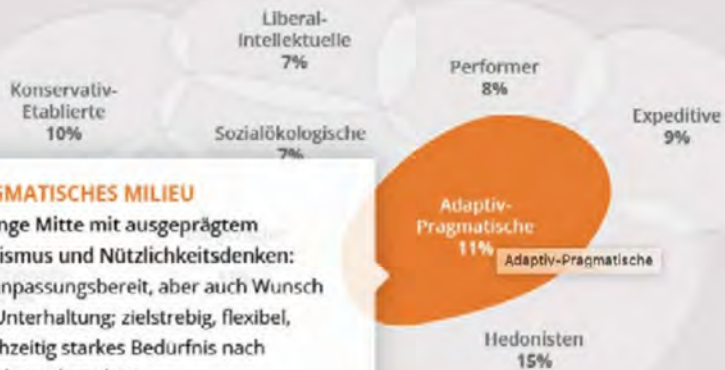 Liberal-
Intellektuelle
7%
Performer
8%
Konservativ-
Etablierte
10%
Expeditive
9%
Sozialökologische
7%
GMATISCHES MILIEU
nge Mitte mit ausgeprägtem
ismus und Nützlichkeitsdenken:
npassungsbereit, aber auch Wunsch
Unterhaltung; zielstrebig, flexibel,
hzeitig starkes Bedürfnis nach
Adaptiv-
Pragmatische
11%
Adaptiv-Pragmatische
Hedonisten
15%